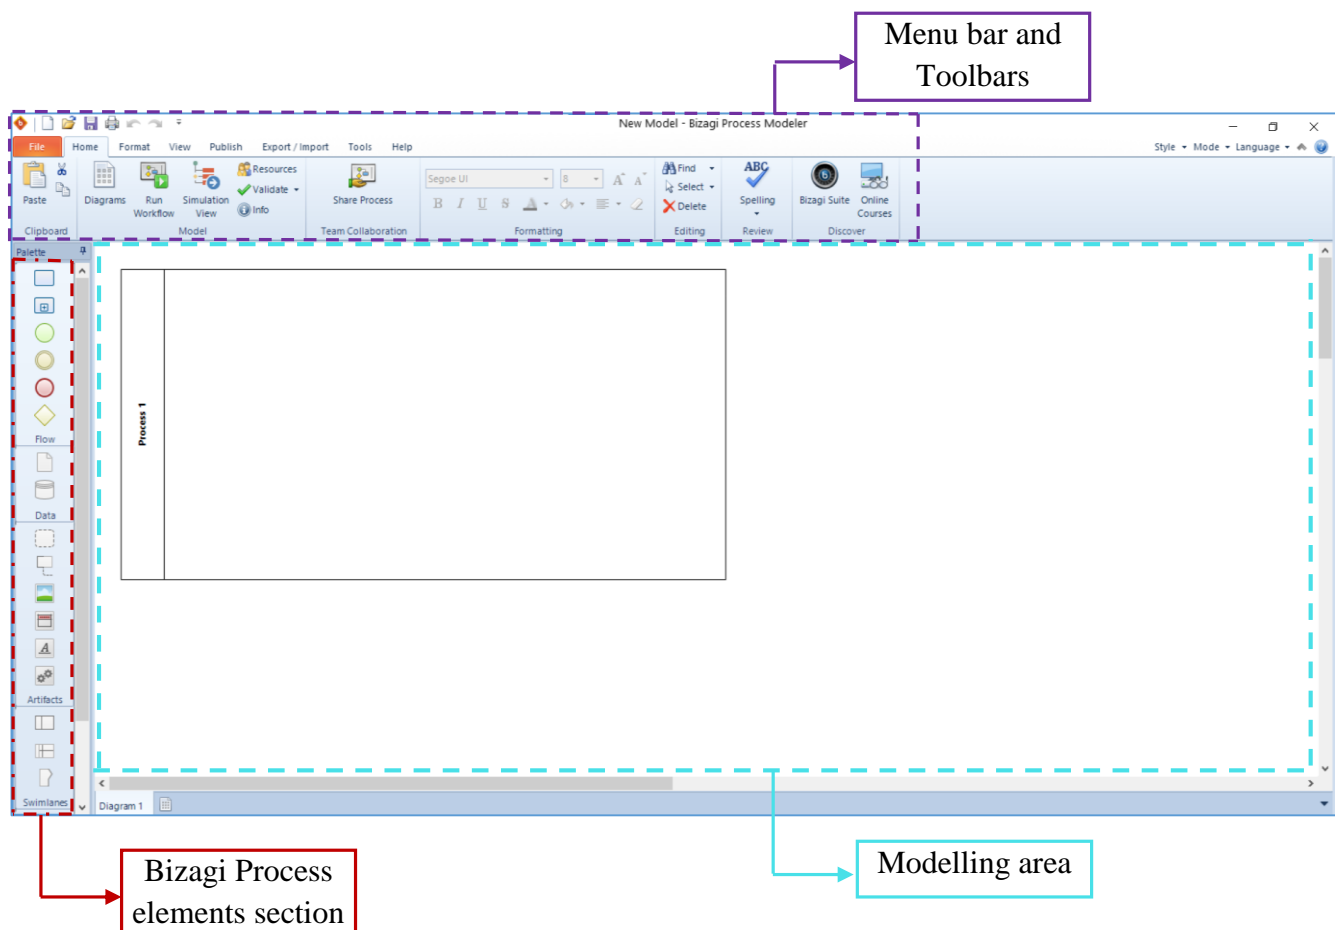 Menu bar and
Toolbars
New Model - Bizagi Process Modeler
File Home Format View Publish Export / Import Tools Help
Style Mode Language
Paste
Clipboard
Diagrams
Run
Workflow
Simulation
View
Resources
Validate
Info
Model
Share Process
Team Collaboration
Segoe UI 8 A A
B I U S A
Formatting
Find
Select
Delete
Editing
ABC
Spelling
Review
Bizagi Suite
Online
Courses
Discover
Palette
Flow
Data
A
Artifacts
Swimlanes
Process 1
Diagram 1
Bizagi Process
elements section
Modelling area